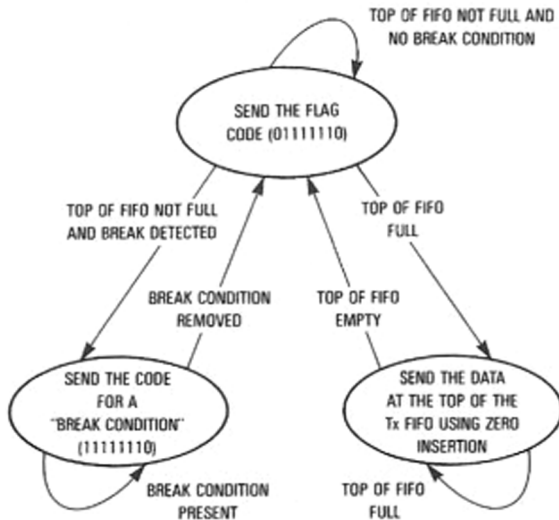 TOP OF FIFO NOT FULL AND
NO BREAK CONDITION
SEND THE FLAG
CODE (01111110)
TOP OF FIFO NOT FULL
AND BREAK DETECTED
TOP OF FIFO
FULL
BREAK CONDITION
REMOVED
TOP OF FIFO
EMPTY
SEND THE CODE
FOR A
"BREAK CONDITION"
(11111110)
SEND THE DATA
AT THE TOP OF THE
Tx FIFO USING ZERO
INSERTION
BREAK CONDITION
PRESENT
TOP OF FIFO
FULL